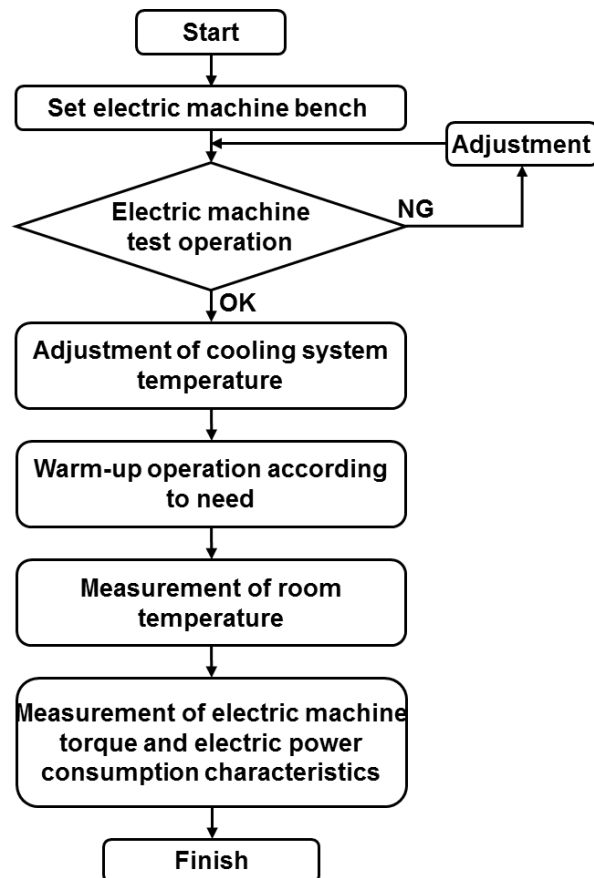 Start
Set electric machine bench
Adjustment
Electric machine
test operation
NG
OK
Adjustment of cooling system
temperature
Warm-up operation according
to need
Measurement of room
temperature
Measurement of electric machine
torque and electric power
consumption characteristics
Finish